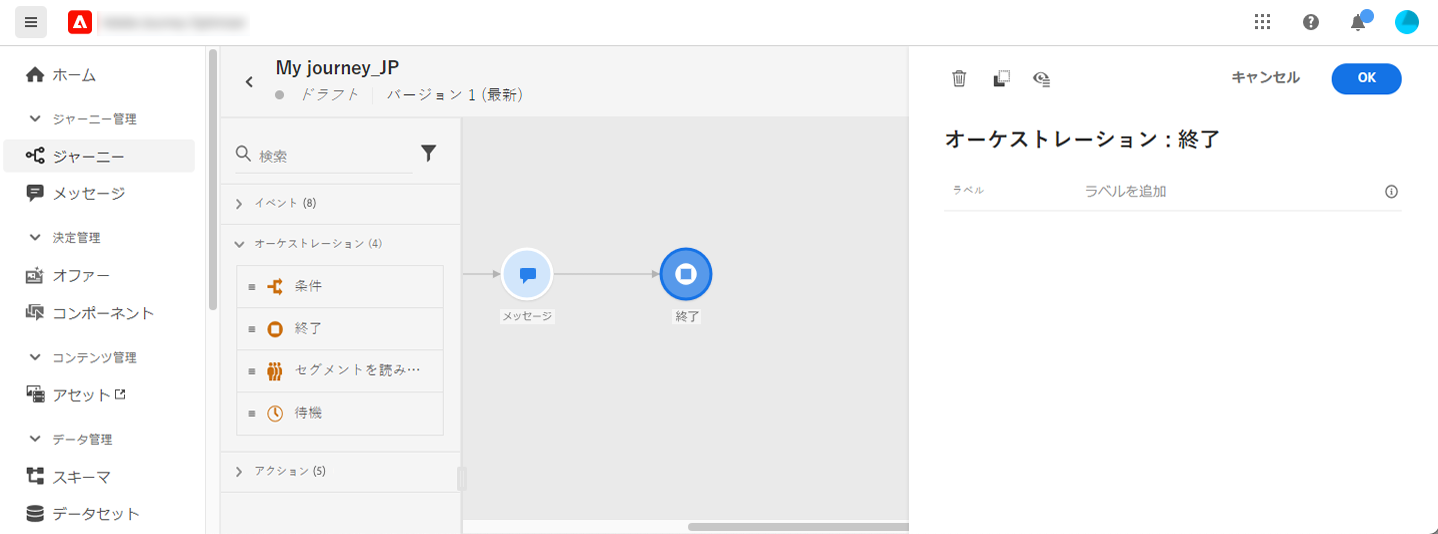 ホーム
ジャーニー管理
ジャーニー
メッセージ
決定管理
オファー
コンポーネント
コンテンツ管理
アセット
データ管理
スキーマ
データセット
My journey_JP
ドラフト
バージョン 1 (最新)
検索
イベント (8)
オーケストレーション (4)
条件
終了
セグメントを読み…
待機
アクション (5)
メッセージ
終了
キャンセル
OK
オーケストレーション : 終了
ラベル
ラベルを追加